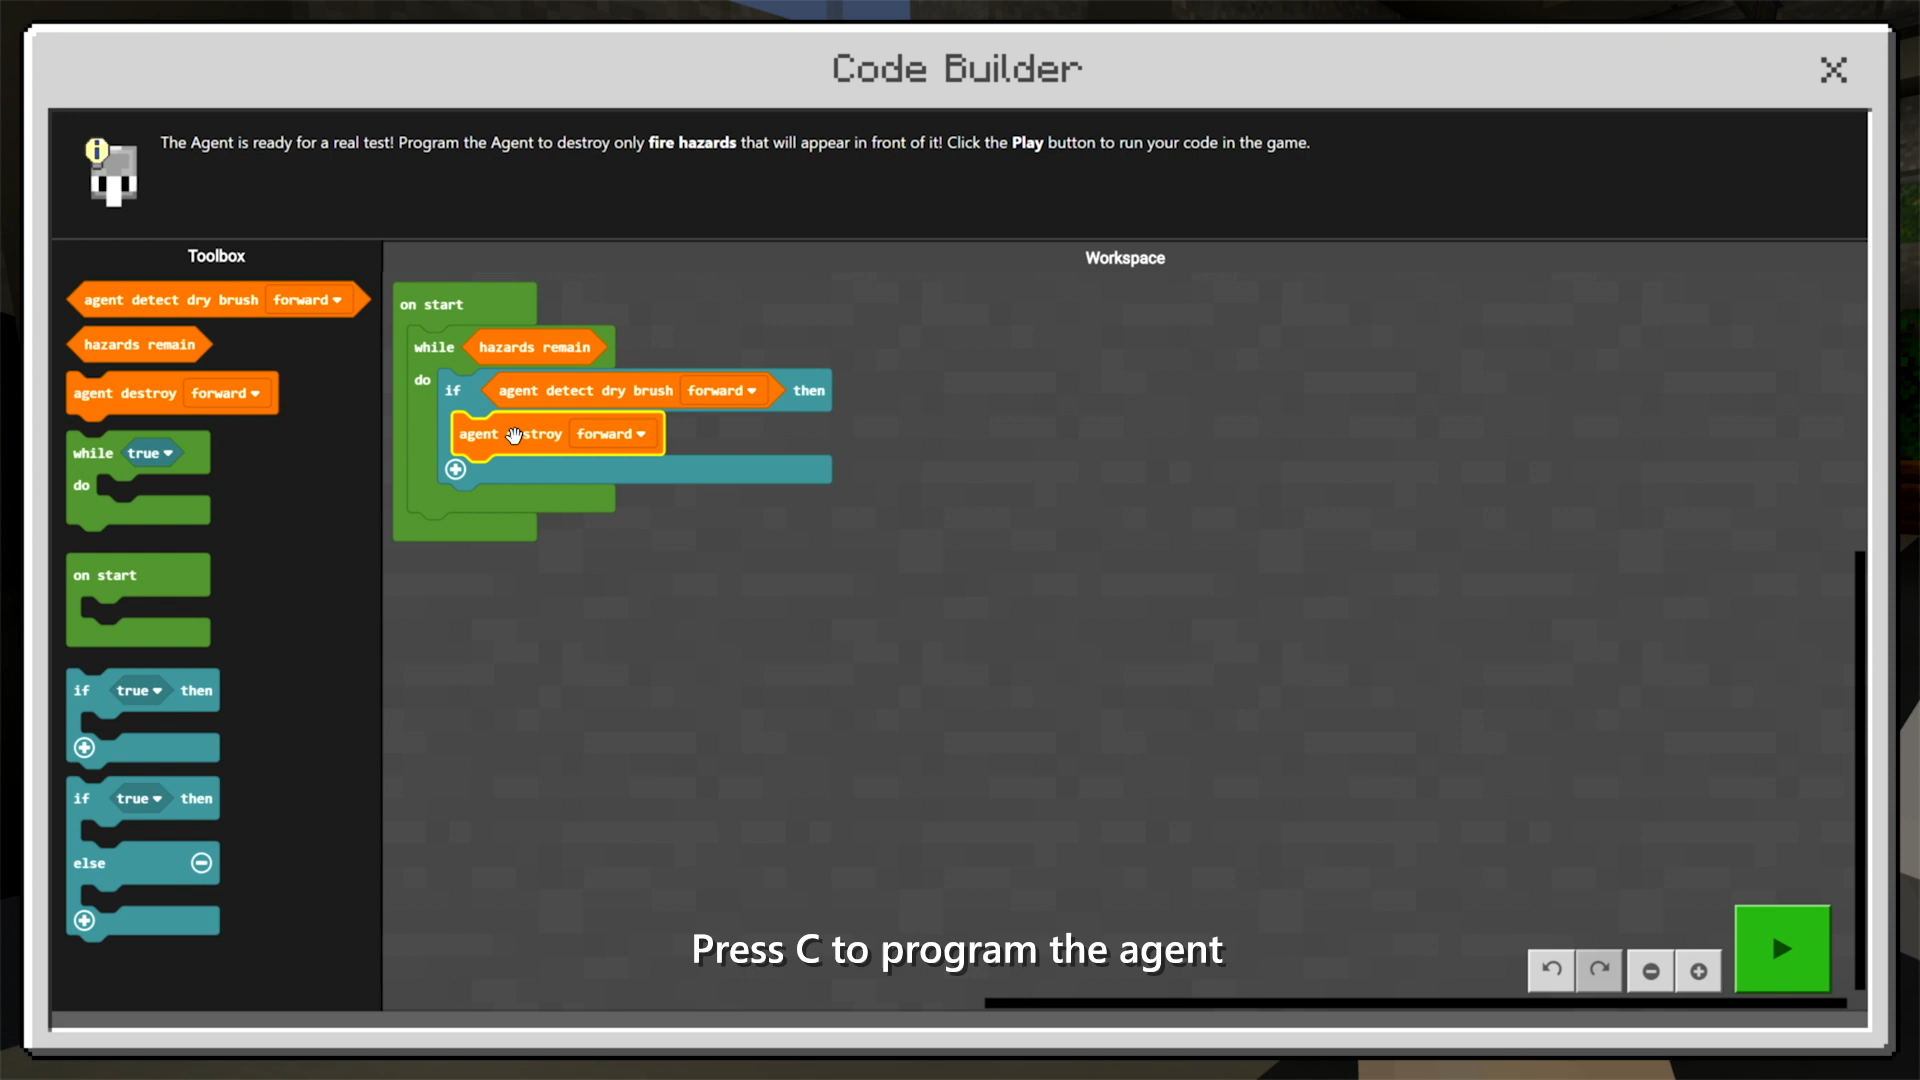 Code Builder
The Agent is ready for a real test! Program the Agent to destroy only fire hazards that will appear in front of it! Click the Play button to run your code in the game.
Toolbox
agent detect dry brush forward
hazards remain
agent destroy forward
while true
do
on start
if true then
if true then
else
Workspace
on start
while hazards remain
do if agent detect dry brush forward then
agent destroy forward
Press C to program the agent